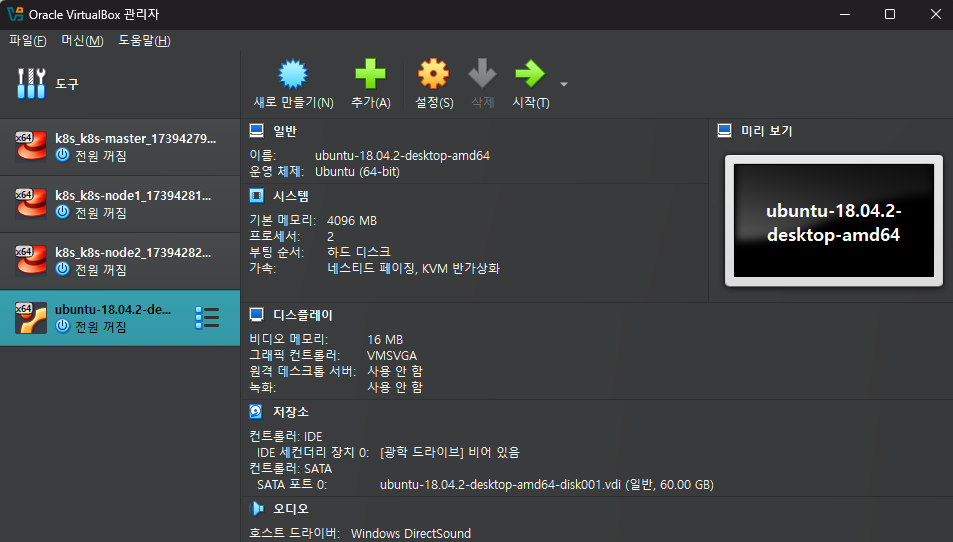 Oracle VirtualBox 관리자
파일(F) 머신(M) 도움말(H)
도구
새로 만들기(N) 추가(A) 설정(S) 삭제 시작(T)
x64
k8s_k8s-master_17394279...
전원 꺼짐
x64
k8s_k8s-node1_17394281...
전원 꺼짐
x64
k8s_k8s-node2_17394282...
전원 꺼짐
x64
ubuntu-18.04.2-de...
전원 꺼짐
일반
이름: ubuntu-18.04.2-desktop-amd64
운영 체제: Ubuntu (64-bit)
시스템
기본 메모리: 4096 MB
프로세서: 2
부팅 순서: 하드 디스크
가속: 네스티드 페이징, KVM 반가상화
미리 보기
ubuntu-18.04.2-
desktop-amd64
디스플레이
비디오 메모리: 16 MB
그래픽 컨트롤러: VMSVGA
원격 데스크톱 서버: 사용 안 함
녹화: 사용 안 함
저장소
컨트롤러: IDE
IDE 세컨더리 장치 0: [광학 드라이브] 비어 있음
컨트롤러: SATA
SATA 포트 0: ubuntu-18.04.2-desktop-amd64-disk001.vdi (일반, 60.00 GB)
오디오
호스트 드라이버: Windows DirectSound